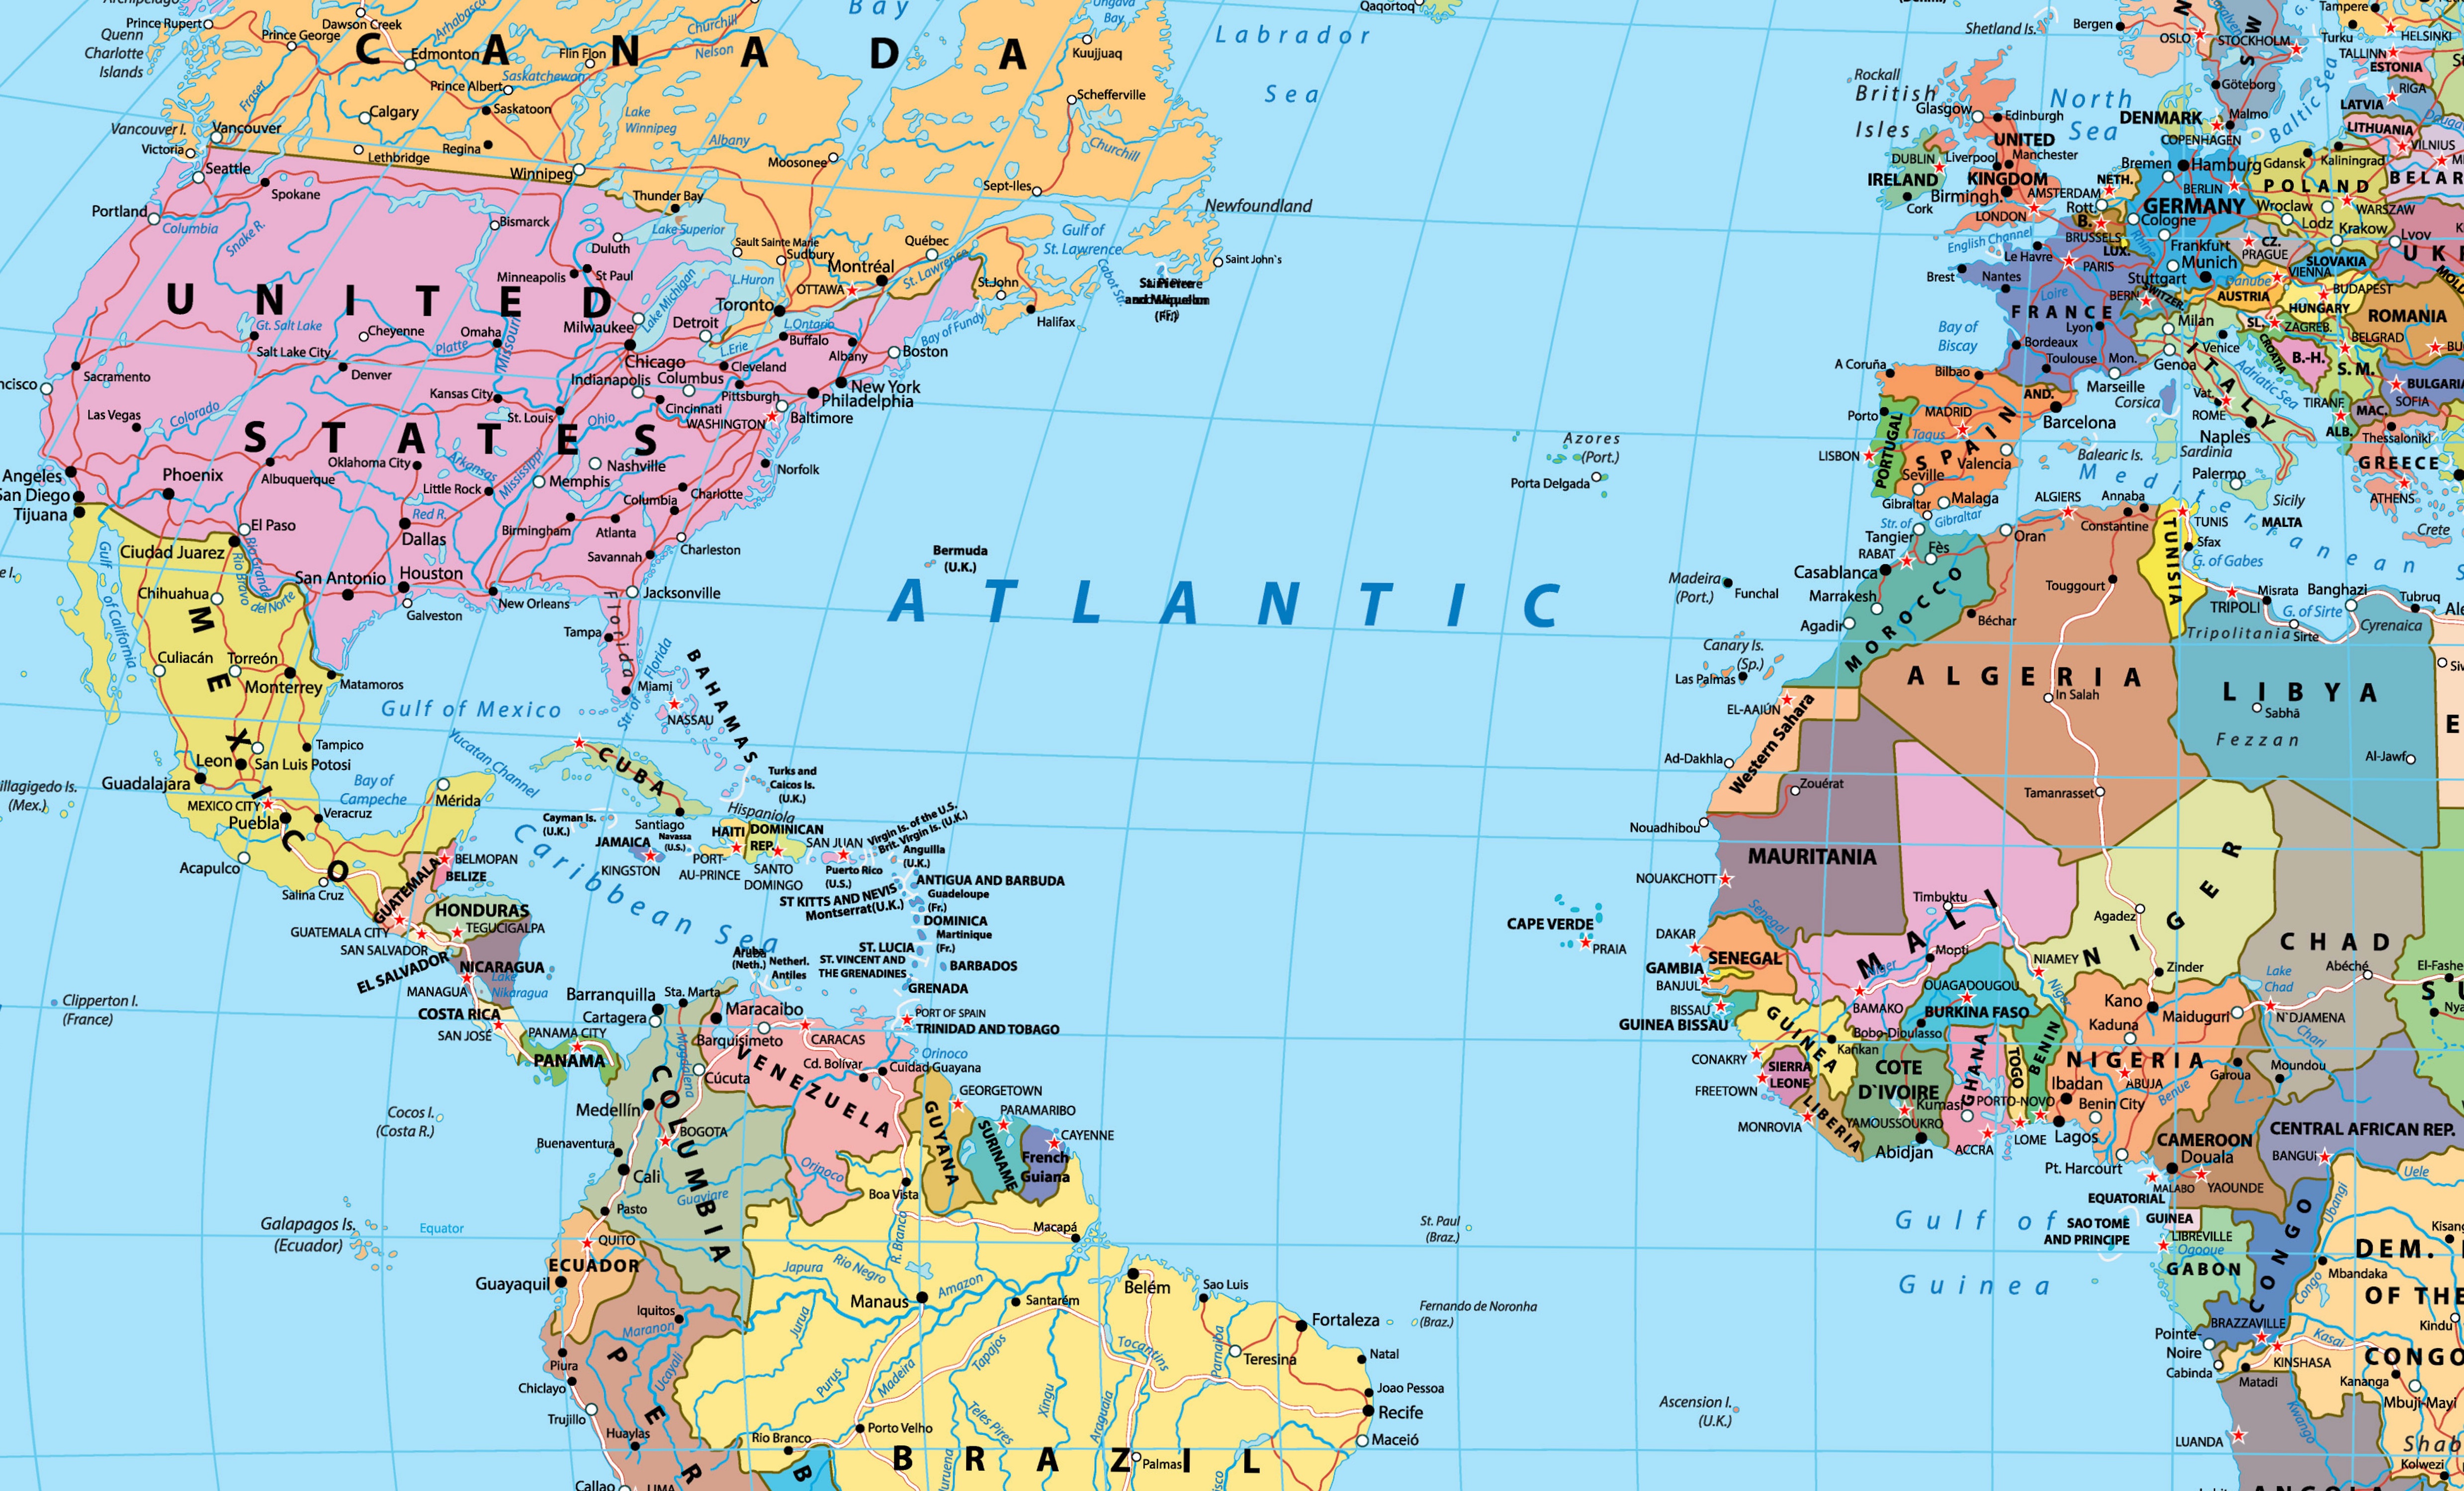 Prince Rupert
Dawson Creek
Prince George
Quenn
Charlotte
Islands
Edmonton
Flin Flon
Churchill
Nelson
Bay
Ungava
Bay
Kuujjuaq
Labrador
Sea
Qaqortoq
C A N A D A
Saskatchewan
Prince Albert
Saskatoon
Calgary
Fraser
Lake
Winnipeg
Albany
Schefferville
Churchill
Vancouver I.
Vancouver
Victoria
Lethbridge
Regina
Moosonee
Winnipeg
Sept-Iles
Newfoundland
Seattle
Spokane
Portland
Columbia
Snake R.
Bismarck
Thunder Bay
Lake Superior
Duluth
Sault Sainte Marie
Sudbury
Québec
Gulf of
St. Lawrence
Cabot Str.
Saint John`s
Minneapolis
St Paul
Montréal
OTTAWA
St. Lawrence
St.John
Halifax
Bay of Fundy
(Fr.)
U N I T E D
S T A T E S
L.Huron
Lake Michigan
Toronto
L.Ontario
Buffalo
L.Erie
Albany
Boston
Gt. Salt Lake
Salt Lake City
Cheyenne
Omaha
Platte
Missouri
Milwaukee
Detroit
Chicago
Cleveland
Indianapolis
Columbus
Pittsburgh
New York
Philadelphia
ncisco
Sacramento
Denver
Kansas City
St. Louis
Ohio
Cincinnati
WASHINGTON
Baltimore
Las Vegas
Colorado
Norfolk
Angeles
San Diego
Tijuana
Phoenix
Albuquerque
Oklahoma City
Arkansas
Little Rock
Mississippi
Nashville
Memphis
Columbia
Charlotte
Red R.
Birmingham
Atlanta
El Paso
Dallas
Savannah
Charleston
Ciudad Juarez
Rio Grande
Rio Bravo
del Norte
San Antonio
Houston
Galveston
New Orleans
Jacksonville
Chihuahua
Gulf
of California
Tampa
Florida
Str. of Florida
Miami
Culiacán
Torreón
Monterrey
Matamoros
M E X I C O
Gulf of Mexico
NASSAU
BAHAMAS
Bermuda
(U.K.)
A T L A N T I C
Tampico
Leon
San Luis Potosi
Guadalajara
MEXICO CITY
Puebla
Veracruz
Bay of
Campeche
Mérida
Yucatan Channel
illagigedo Is.
(Mex.)
Acapulco
Salina Cruz
CUBA
Turks and
Caicos Is.
(U.K.)
Cayman Is.
(U.K.)
Santiago
Navassa
(U.S.)
Hispaniola
JAMAICA
KINGSTON
HAITI
DOMINICAN
REP.
PORT-
AU-PRINCE
SANTO
DOMINGO
SAN JUAN
Puerto Rico
(U.S.)
Virgin Is. of the U.S.
Brit. Virgin Is. (U.K.)
Anguilla
(U.K.)
ANTIGUA AND BARBUDA
ST KITTS AND NEVIS
Guadeloupe
(Fr.)
Montserrat(U.K.)
DOMINICA
Martinique
(Fr.)
ST. LUCIA
ST. VINCENT AND
THE GRENADINES
BARBADOS
GRENADA
Caribbean Sea
Aruba
(Neth.)
Netherl.
Antiles
GUATEMALA
BELMOPAN
BELIZE
HONDURAS
TEGUCIGALPA
GUATEMALA CITY
SAN SALVADOR
EL SALVADOR
NICARAGUA
Lake
Nikaragua
MANAGUA
COSTA RICA
SAN JOSÉ
PANAMA CITY
PANAMA
Clipperton I.
(France)
Cocos I.
(Costa R.)
Galapagos Is.
(Ecuador)
Equator
Barranquilla
Cartagera
Sta. Marta
Maracaibo
Barquisimeto
CARACAS
PORT OF SPAIN
TRINIDAD AND TOBAGO
Orinoco
Magdalena
Cúcuta
VENEZUELA
Cd. Bolívar
Cuidad Guayana
GEORGETOWN
PARAMARIBO
CAYENNE
GUYANA
SURINAME
French
Guiana
Medellín
Buenaventura
BOGOTA
COLUMBIA
Cali
Pasto
Guaviare
Orinoco
Boa Vista
R. Branco
Macapá
QUITO
ECUADOR
Guayaquil
Iquitos
Maranon
Ucayali
Piura
Chiclayo
Trujillo
Huaylas
Callao
LIMA
P E R
Japura
Rio Negro
Manaus
Amazon
Santarém
Belém
Sao Luis
Jurua
Purus
Madeira
Tapajos
Tocantins
Parnaiba
Teresina
Fortaleza
Fernando de Noronha
(Braz.)
St. Paul
(Braz.)
Natal
Joao Pessoa
Recife
Maceió
Teles Pires
Xingu
Araguaia
Porto Velho
Rio Branco
B
B R A Z I L
Palmas
Ascension I.
(U.K.)
Azores
(Port.)
Porta Delgada
Madeira
(Port.)
Funchal
Canary Is.
(Sp.)
Las Palmas
CAPE VERDE
PRAIA
Shetland Is.
Bergen
OSLO
STOCKHOLM
Tampere
Turku
HELSINKI
TALLINN
ESTONIA
Rockall
British
Isles
Glasgow
Edinburgh
North
Sea
Göteborg
Baltic Sea
RIGA
LATVIA
DENMARK
Malmo
COPENHAGEN
LITHUANIA
VILNIUS
UNITED
KINGDOM
DUBLIN
Liverpool
Manchester
IRELAND
Birmingh.
Cork
LONDON
English Channel
AMSTERDAM
NETH.
Rott.
B.
BRUSSELS
LUX.
Bremen
Hamburg
Gdansk
Kaliningrad
BERLIN
POLAND
BELAR
GERMANY
Cologne
Wroclaw
WARSZAW
Lodz
Krakow
Lvov
Frankfurt
CZ.
PRAGUE
Munich
Stuttgart
SLOVAKIA
VIENNA
U K
Rhine
Danube
Le Havre
PARIS
Brest
Nantes
Loire
BERN
SWITZER.
AUSTRIA
BUDAPEST
HUNGARY
ROMANIA
MOLD
FRANCE
Lyon
Bay of
Biscay
Bordeaux
Toulouse
Mon.
Marseille
Milan
Venice
Genoa
SL.
ZAGREB.
CROATIA
B.-H.
BELGRAD
S. M.
BU
A Coruña
Bilbao
AND.
Barcelona
Corsica
ITALY
Adriatic Sea
Vat.
ROME
Naples
TIRANE
ALB.
MAC.
BULGARIA
SOFIA
Thessaloniki
Porto
MADRID
PORTUGAL
Tagus
LISBON
SPAIN
Valencia
Seville
Malaga
Gibraltar
Balearic Is.
Sardinia
Palermo
Sicily
GREECE
ATHENS
Mediterranean S
MALTA
Crete
Str. of
Gibraltar
Tangier
RABAT
Fès
Oran
ALGIERS
Annaba
Constantine
TUNIS
Sfax
TUNISIA
G. of Gabes
Casablanca
Marrakesh
Agadir
MOROCCO
Béchar
Touggourt
TRIPOLI
Misrata
Banghazi
Tubruq
Ale
Tripolitania
Sirte
G. of Sirte
Cyrenaica
EL-AAIÚN
Western Sahara
Ad-Dakhla
ALGERIA
In Salah
Tamanrasset
LIBYA
Sabhā
Fezzan
Al-Jawf
Siv
E
Zouérat
Nouadhibou
MAURITANIA
NOUAKCHOTT
Senegal
Timbuktu
MALI
Mopti
Niger
Agadez
NIGER
NIAMEY
Zinder
CHAD
Lake
Chad
Abéché
El-Fashe
S U
Nya
DAKAR
SENEGAL
GAMBIA
BANJUL
BISSAU
GUINEA BISSAU
GUINEA
BAMAKO
OUAGADOUGOU
BURKINA FASO
Bobo-Dioulasso
Kankan
Kano
Kaduna
Maiduguri
N`DJAMENA
Chari
CONAKRY
SIERRA
LEONE
FREETOWN
LIBERIA
MONROVIA
COTE
D`IVOIRE
YAMOUSSOUKRO
Abidjan
GHANA
Kumasi
ACCRA
TOGO
LOME
BENIN
PORTO-NOVO
NIGERIA
Ibadan
ABUJA
Benin City
Lagos
Benue
Garoua
Moundou
Pt. Harcourt
CAMEROON
Douala
YAOUNDE
MALABO
CENTRAL AFRICAN REP.
BANGUI
Uele
Ubangi
EQUATORIAL
GUINEA
SAO TOME
AND PRINCIPE
Gulf of
Guinea
LIBREVILLE
Ogooue
GABON
CONGO
BRAZZAVILLE
Pointe-
Noire
Cabinda
Matadi
KINSHASA
Congo
Mbandaka
Kisang
DEM.
OF THE
CONGO
Kindu
Kasai
Kananga
Mbuji-Mayi
Kwango
LUANDA
Shab
Kolwezi
ANGOLA